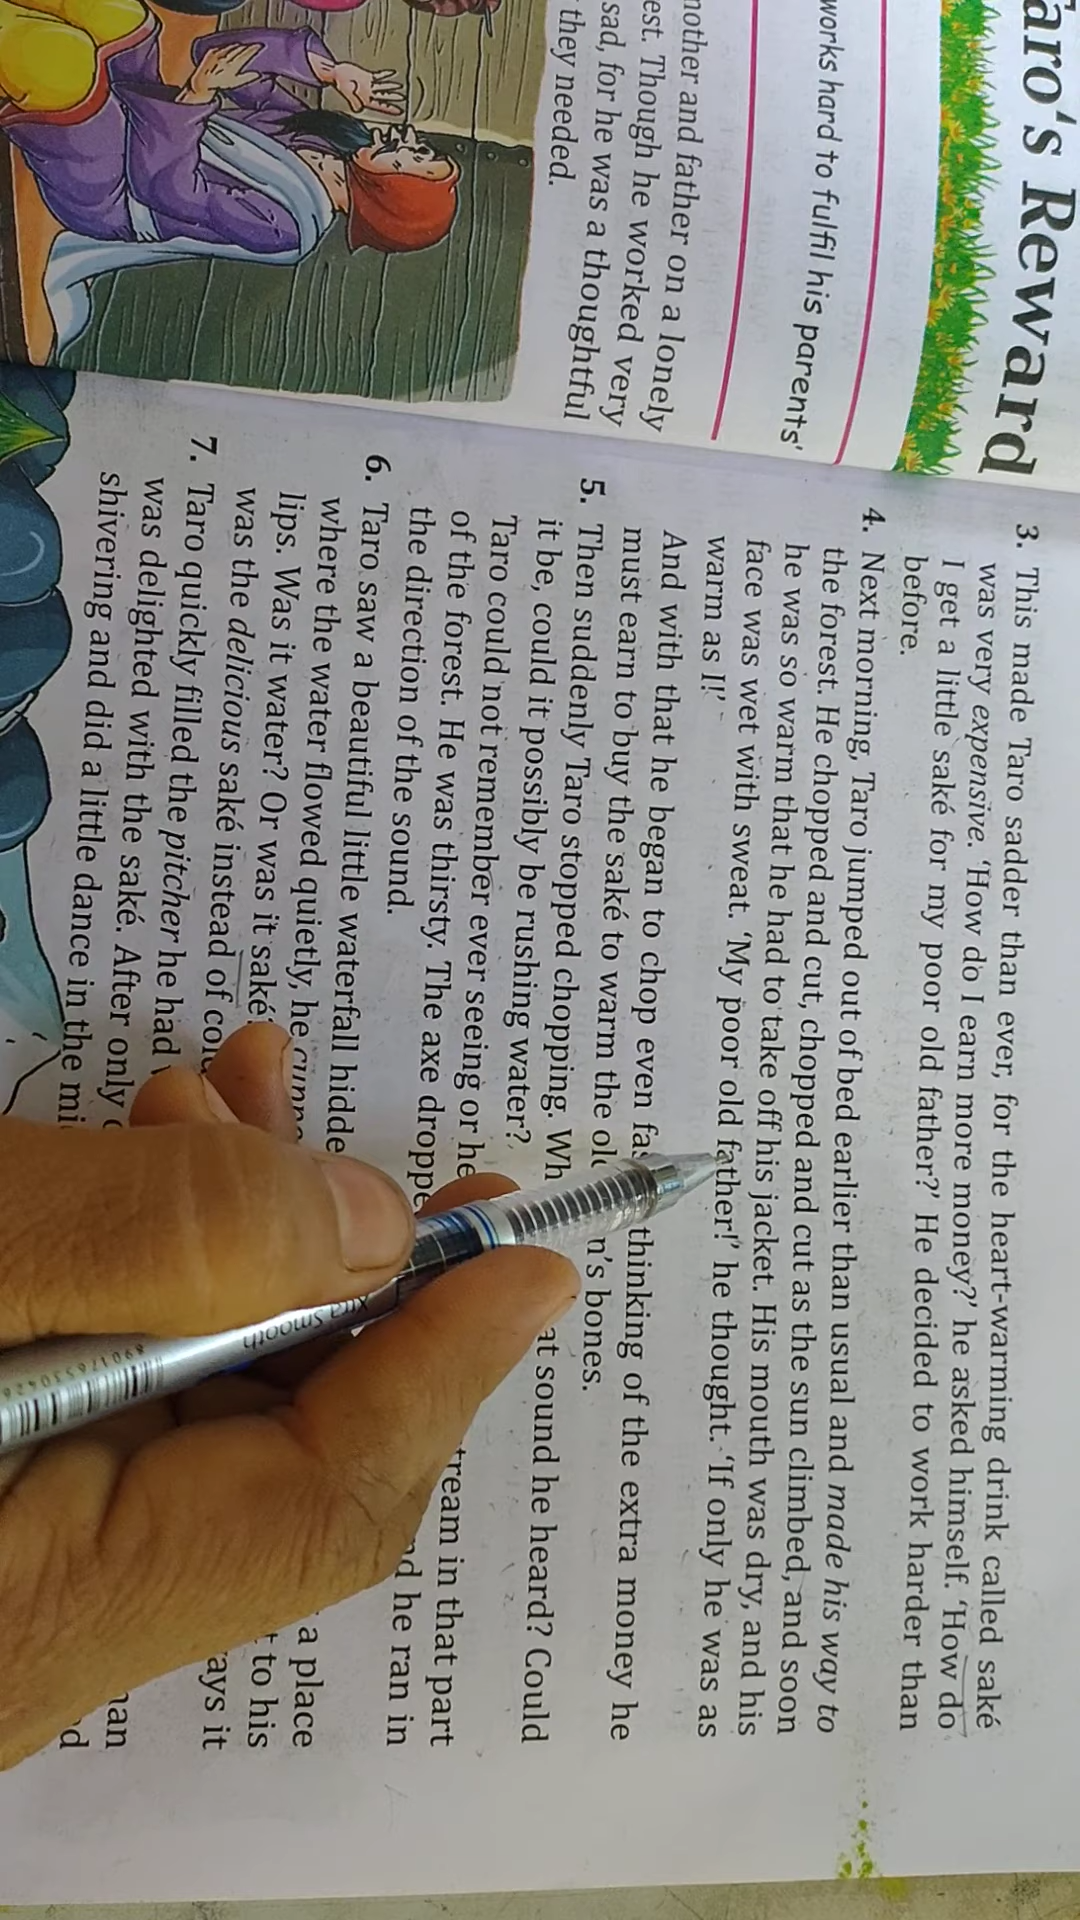 Taro's Reward
works hard to fulfil his parents'
mother and father on a lonely
est. Though he worked very
sad, for he was a thoughtful
they needed.
3. This made Taro sadder than ever, for the heart-warming drink called saké
was very expensive. 'How do I earn more money?' he asked himself. 'How do
I get a little saké for my poor old father?' He decided to work harder than
before.
4. Next morning, Taro jumped out of bed earlier than usual and made his way to
the forest. He chopped and cut, chopped and cut as the sun climbed, and soon
he was so warm that he had to take off his jacket. His mouth was dry, and his
face was wet with sweat. 'My poor old father!' he thought. 'If only he was as
warm as I!'
And with that he began to chop even fas thinking of the extra money he
must earn to buy the saké to warm the old n's bones.
5. Then suddenly Taro stopped chopping. Wh at sound he heard? Could
it be, could it possibly be rushing water?
Taro could not remember ever seeing or he tream in that part
of the forest. He was thirsty. The axe droppe nd he ran in
the direction of the sound.
6. Taro saw a beautiful little waterfall hidde a place
where the water flowed quietly, he t to his
lips. Was it water? Or was it saké? ays it
was the delicious saké instead of col
7. Taro quickly filled the pitcher he had
was delighted with the saké. After only
shivering and did a little dance in the mi